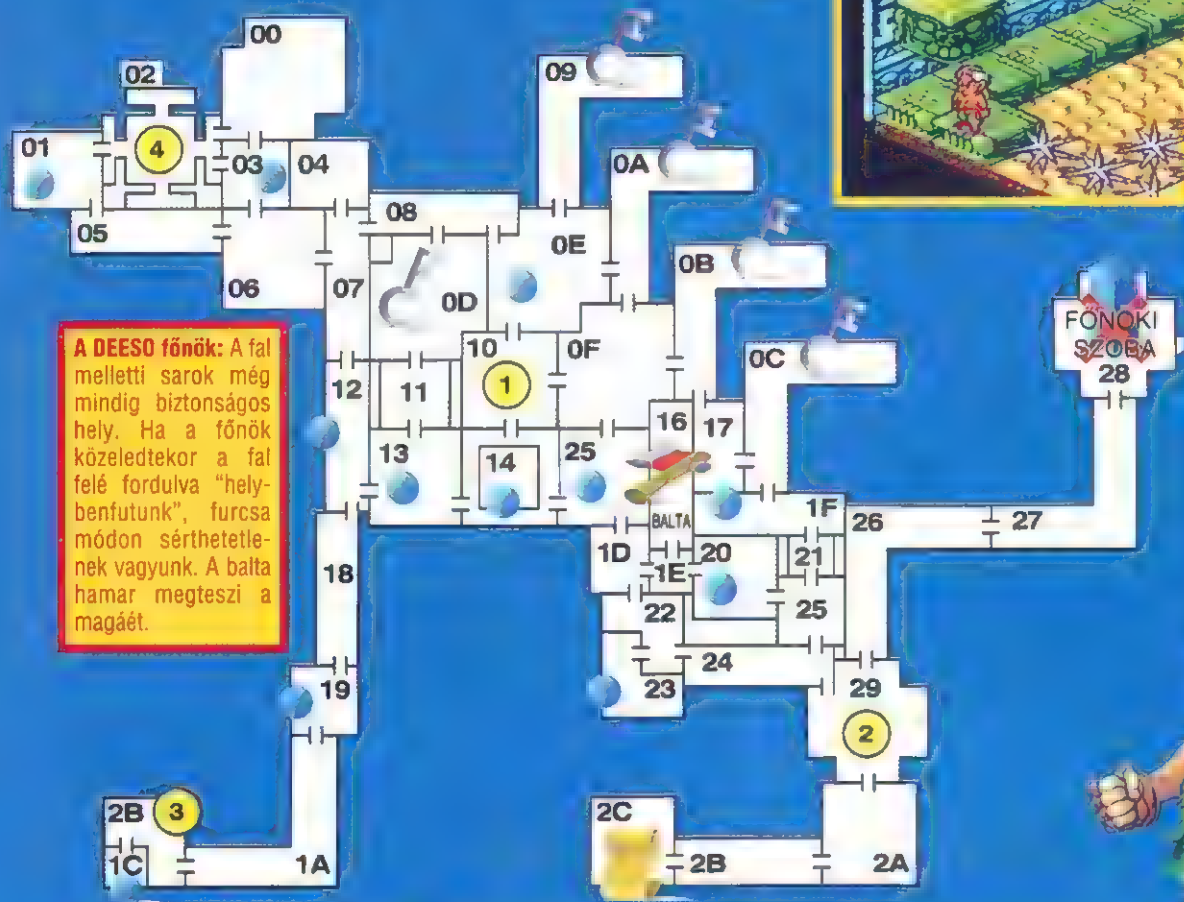 00
02
09
01
4
03
04
0A
05
08
0E
0B
06
07
0D
10
0F
0C
FŐNÖKI
SZOBA
28
A DEESO főnök: A fal
melletti sarok még
mindig biztonságos
hely. Ha a főnök
közeledtekor a fal
felé fordulva "hely-
benfutunk", furcsa
módon sérthetetle-
nek vagyunk. A balta
hamar megteszi a
magáét.
12
11
1
16
17
13
14
25
BALTA
1F
26
27
1D
20
21
18
1E
22
25
24
19
23
29
2
2B
3
2C
1C
1A
2B
2A